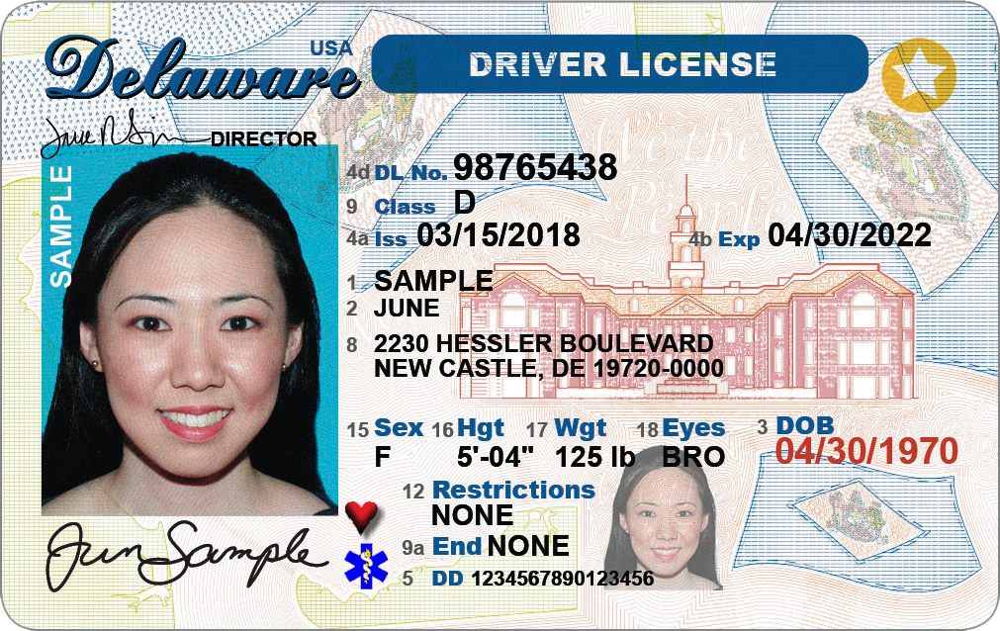 Delaware USA DRIVER LICENSE
DIRECTOR
SAMPLE
We the People
4d DL No. 98765438
9 Class D
4a Iss 03/15/2018 4b Exp 04/30/2022
1 SAMPLE
2 JUNE
8 2230 HESSLER BOULEVARD
NEW CASTLE, DE 19720-0000
15 Sex 16 Hgt 17 Wgt 18 Eyes 3 DOB
F 5'-04" 125 lb BRO 04/30/1970
12 Restrictions
NONE
9a End NONE
5 DD 1234567890123456
Jun Sample